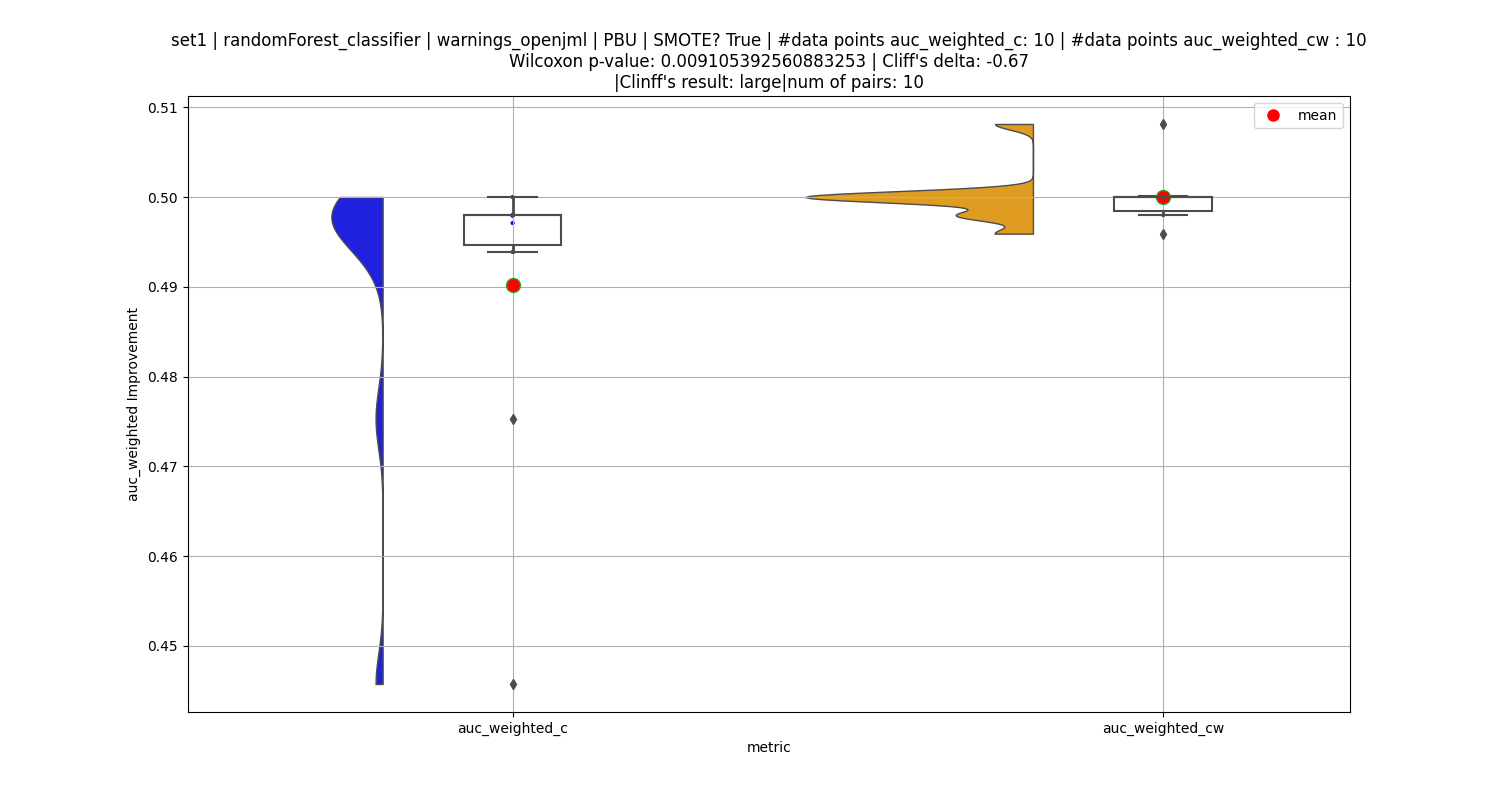 set1 | randomForest_classifier | warnings_openjml | PBU | SMOTE? True | #data points auc_weighted_c: 10 | #data points auc_weighted_cw : 10
Wilcoxon p-value: 0.009105392560883253 | Cliff's delta: -0.67
|Clinff's result: large|num of pairs: 10
mean
0.51
0.50
0.49
0.48
0.47
0.46
0.45
auc_weighted Improvement
auc_weighted_c
auc_weighted_cw
metric